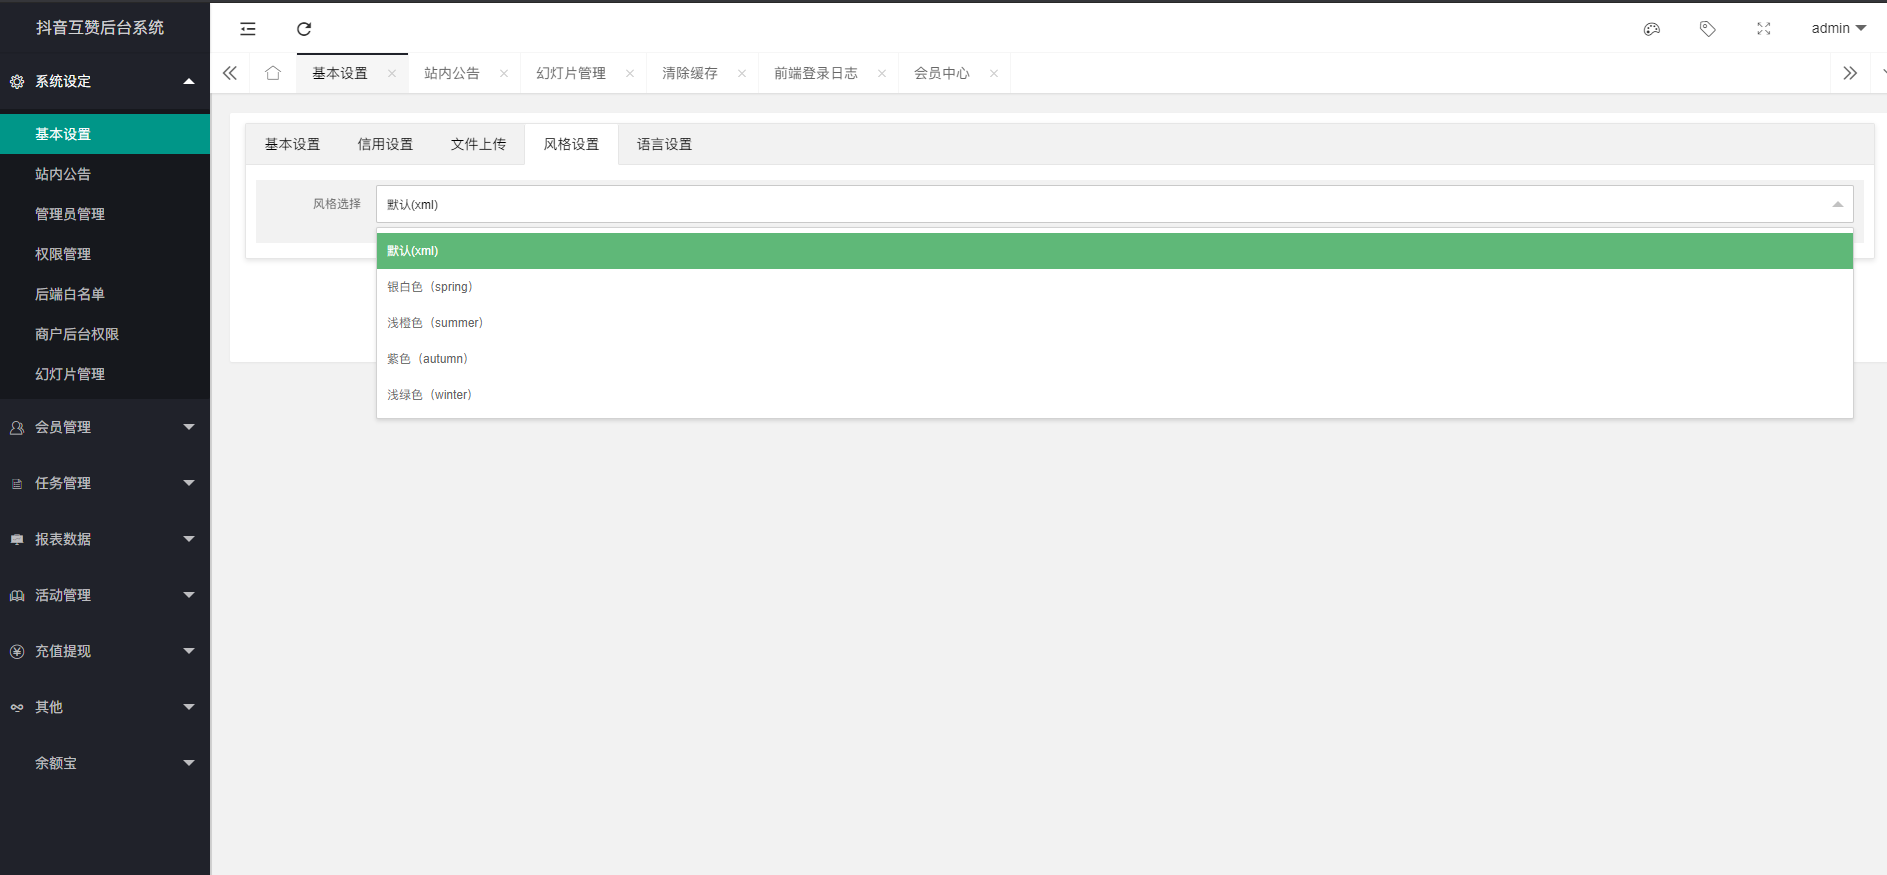 抖音互赞后台系统
admin
系统设定
基本设置
站内公告
管理员管理
权限管理
后端白名单
商户后台权限
幻灯片管理
会员管理
任务管理
报表数据
活动管理
充值提现
其他
余额宝
基本设置 站内公告 幻灯片管理 清除缓存 前端登录日志 会员中心
基本设置 信用设置 文件上传 风格设置 语言设置
风格选择 默认(xml)
默认(xml)
银白色（spring）
浅橙色（summer）
紫色（autumn）
浅绿色（winter）